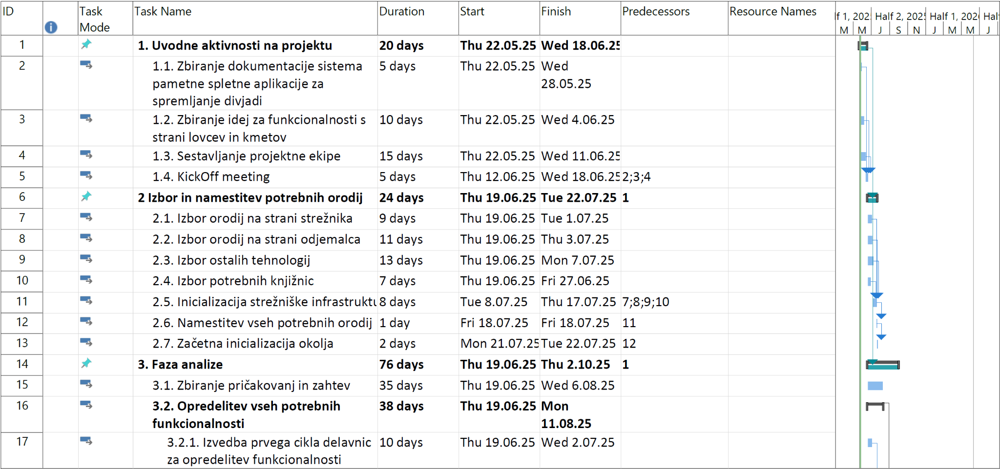 ID Task Mode Task Name Duration Start Finish Predecessors Resource Names
Half 2, 2025 Half 1, 2026
M M J S N J M M J
1 1. Uvodne aktivnosti na projektu 20 days Thu 22.05.25 Wed 18.06.25
2 1.1. Zbiranje dokumentacije sistema 5 days Thu 22.05.25 Wed
pametne spletne aplikacije za 28.05.25
spremljanje divjadi
3 1.2. Zbiranje idej za funkcionalnosti s 10 days Thu 22.05.25 Wed 4.06.25
strani lovcev in kmetov
4 1.3. Sestavljanje projektne ekipe 15 days Thu 22.05.25 Wed 11.06.25
5 1.4. KickOff meeting 5 days Thu 12.06.25 Wed 18.06.25 2;3;4
6 2 Izbor in namestitev potrebnih orodij 24 days Thu 19.06.25 Tue 22.07.25 1
7 2.1. Izbor orodij na strani strežnika 9 days Thu 19.06.25 Tue 1.07.25
8 2.2. Izbor orodij na strani odjemalca 11 days Thu 19.06.25 Thu 3.07.25
9 2.3. Izbor ostalih tehnologij 13 days Thu 19.06.25 Mon 7.07.25
10 2.4. Izbor potrebnih knjižnic 7 days Thu 19.06.25 Fri 27.06.25
11 2.5. Inicializacija strežniške infrastruktu 8 days Tue 8.07.25 Thu 17.07.25 7;8;9;10
12 2.6. Namestitev vseh potrebnih orodij 1 day Fri 18.07.25 Fri 18.07.25 11
13 2.7. Začetna inicializacija okolja 2 days Mon 21.07.25 Tue 22.07.25 12
14 3. Faza analize 76 days Thu 19.06.25 Thu 2.10.25 1
15 3.1. Zbiranje pričakovanj in zahtev 35 days Thu 19.06.25 Wed 6.08.25
16 3.2. Opredelitev vseh potrebnih 38 days Thu 19.06.25 Mon
funkcionalnosti 11.08.25
17 3.2.1. Izvedba prvega cikla delavnic 10 days Thu 19.06.25 Wed 2.07.25
za opredelitev funkcionalnosti